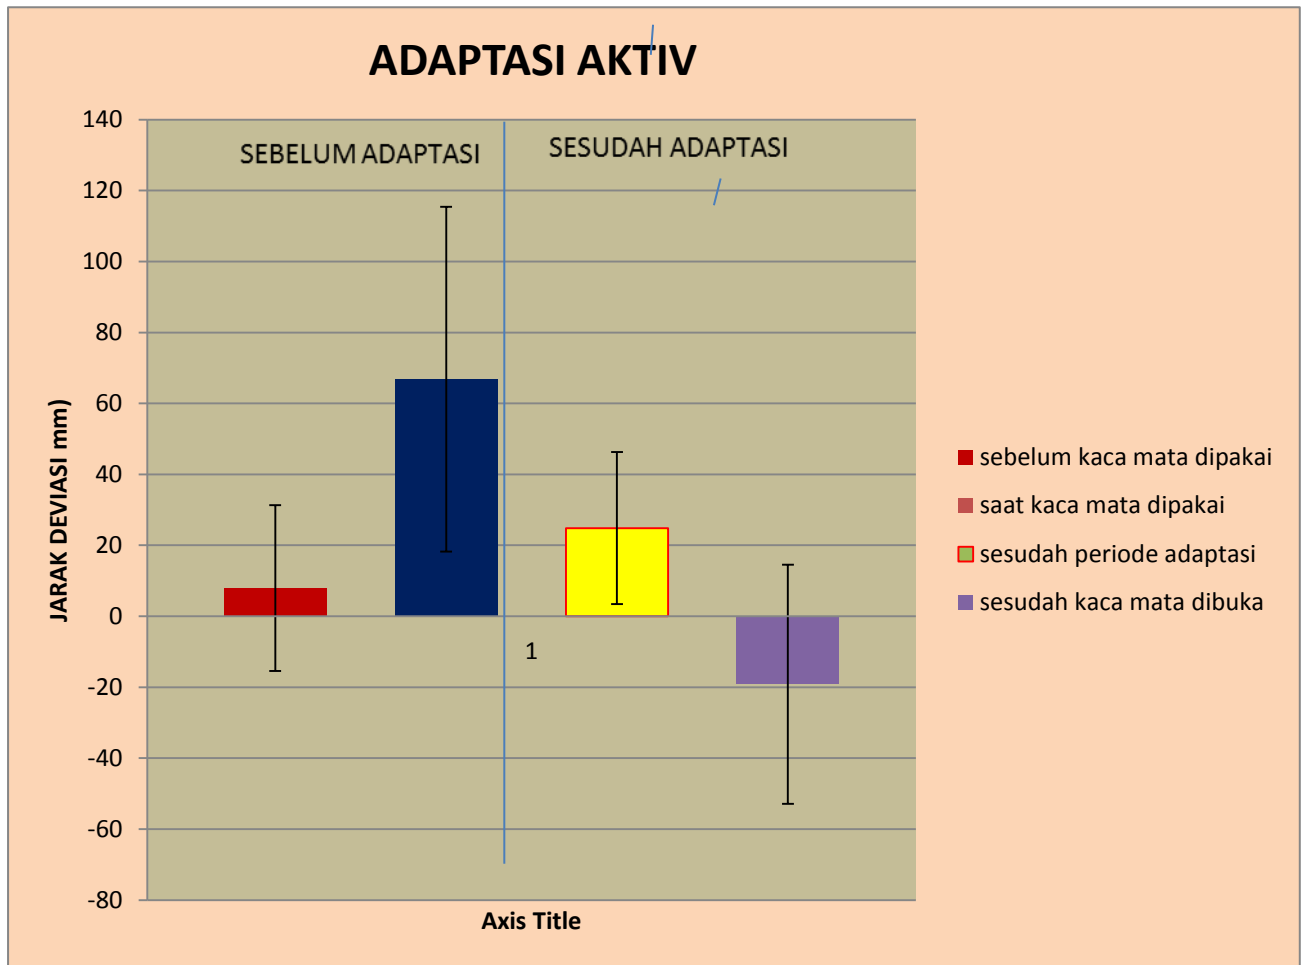 ADAPTASI AKTIV
SEBELUM ADAPTASI
SESUDAH ADAPTASI
140
120
100
80
60
40
20
0
-20
-40
-60
-80
JARAK DEVIASI mm)
1
Axis Title
sebelum kaca mata dipakai
saat kaca mata dipakai
sesudah periode adaptasi
sesudah kaca mata dibuka